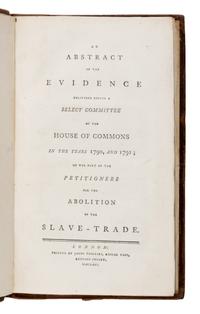 AN
ABSTRACT
OF THE
EVIDENCE
DELIVERED BEFORE A
SELECT COMMITTEE
OF THE
HOUSE OF COMMONS
IN THE YEARS 1790, AND 1791;
ON THE PART OF THE
PETITIONERS
FOR THE
ABOLITION
OF THE
SLAVE-TRADE.
LONDON:
PRINTED BY JAMES PHILLIPS, GEORGE YARD,
LOMBARD STREET.